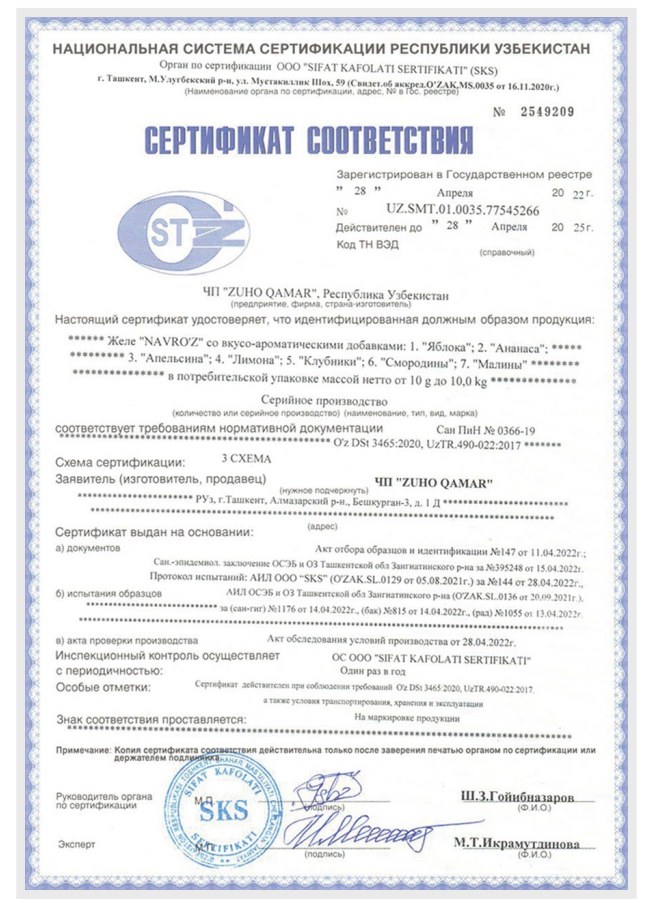 НАЦИОНАЛЬНАЯ СИСТЕМА СЕРТИФИКАЦИИ РЕСПУБЛИКИ УЗБЕКИСТАН
Орган по сертификации ООО "SIFAT KAFOLATI SERTIFIKATI" (SKS)
г. Ташкент, М.Улугбекский р-н, ул. Мустакиллик Шох, 59 (Свидет.об аккред.O'ZAK.MS.0035 от 16.11.2020г.)
(Наименование органа по сертификации, адрес, № в Гос. реестре)
№ 2549209
СЕРТИФИКАТ СООТВЕТСТВИЯ
Зарегистрирован в Государственном реестре
" 28 " Апреля 20 22 г.
№ UZ.SMT.01.0035.77545266
Действителен до " 28 " Апреля 20 25г.
Код ТН ВЭД
(справочный)
ST
ЧП "ZUHO QAMAR", Республика Узбекистан
(предприятие, фирма, страна-изготовитель)
Настоящий сертификат удостоверяет, что идентифицированная должным образом продукция:
****** Желе "NAVRO'Z" со вкусо-ароматическими добавками: 1. "Яблока"; 2. "Ананаса"; *****
********* 3. "Апельсина"; 4. "Лимона"; 5. "Клубники"; 6. "Смородины"; 7. "Малины" ********
*************** в потребительской упаковке массой нетто от 10 g до 10,0 kg **************
Серийное производство
(количество или серийное производство) (наименование, тип, вид, марка)
соответствует требованиям нормативной документации Сан ПиН № 0366-19
O'z DSt 3465:2020, UzTR.490-022:2017 *******
Схема сертификации: 3 СХЕМА
Заявитель (изготовитель, продавец) ЧП "ZUHO QAMAR"
(нужное подчеркнуть)
РУз, г.Ташкент, Алмазарский р-н., Бешкурган-3, д. 1 Д
(адрес)
Сертификат выдан на основании:
а) документов Акт отбора образцов и идентификации №147 от 11.04.2022г.;
Сан.-эпидемиол. заключение ОСЭБ и ОЗ Ташкентской обл Зангиатинского р-на за №395248 от 15.04.2022г.
Протокол испытаний: АИЛ ООО "SKS" (O'ZAK.SL.0129 от 05.08.2021г.) за №144 от 28.04.2022г.,
б) испытания образцов АИЛ ОСЭБ и ОЗ Ташкентской обл Зангиатинского р-на (O'ZAK.SL.0136 от 20.09.2021г.),
за (сан-гиг) №1176 от 14.04.2022г., (бак) №815 от 14.04.2022г., (рад) №1055 от 13.04.2022г.
в) акта проверки производства Акт обследования условий производства от 28.04.2022г.
Инспекционный контроль осуществляет ОС ООО "SIFAT KAFOLATI SERTIFIKATI"
с периодичностью: Один раз в год
Особые отметки: Сертификат действителен при соблюдении требований O'z DSt 3465:2020, UzTR.490-022:2017.
а также условия транспортирования, хранения и эксплуатации
Знак соответствия проставляется: На маркировке продукции
Примечание: Копия сертификата соответствия действительна только после заверения печатью органом по сертификации или
держателем подлинника.
Руководитель органа
по сертификации
М.П.
(подпись)
Ш.З.Гойибназаров
(Ф.И.О.)
SIFAT KAFOLATI
SKS
SERTIFIKATI
Эксперт
М.П.
(подпись)
М.Т.Икрамутдинова
(Ф.И.О.)